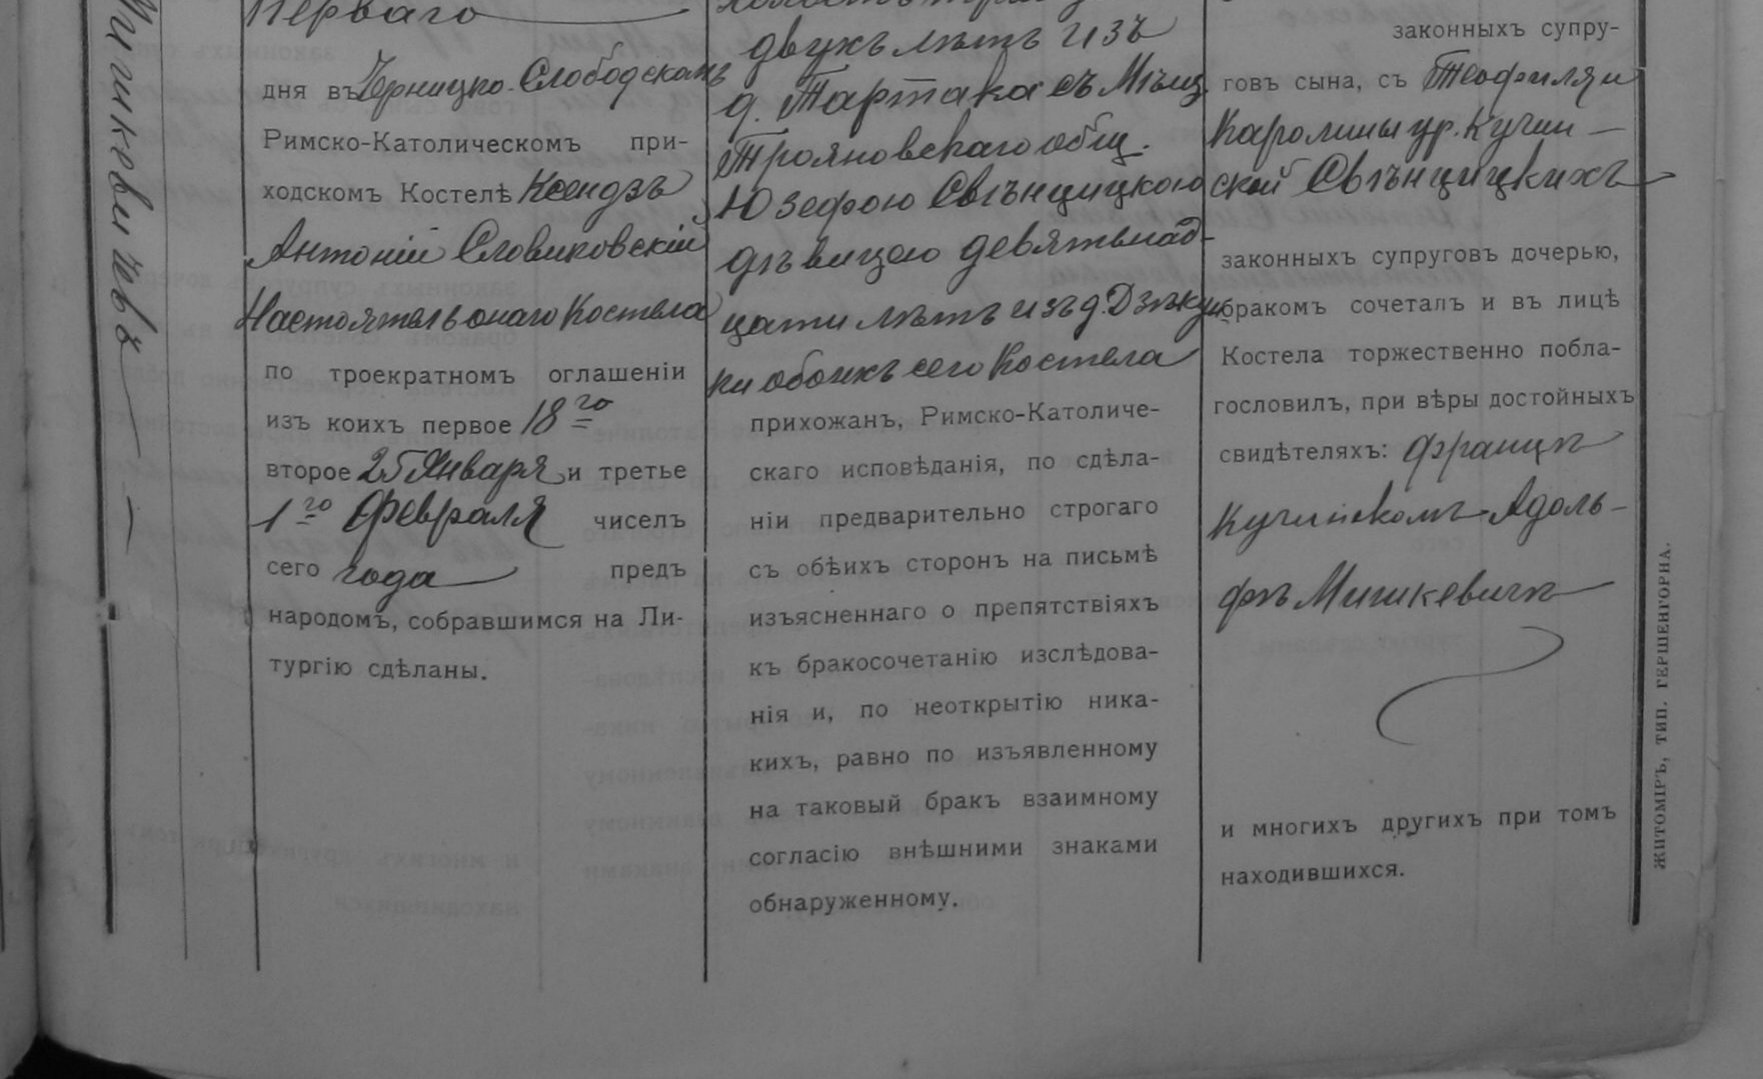 Перваго
дня въ Черницко-Слободскомъ
Римско-Католическомъ при-
ходскомъ Костелѣ Ксендзъ
Антоній Словиковскій
Настоятель онаго Костела
по троекратномъ оглашеніи
изъ коихъ первое 18го
второе 25 Января и третье
1го Февраля чиселъ
сего года предъ
народомъ, собравшимся на Ли-
тургію сдѣланы.
двухъ лѣтъ изъ
д. Тартака съ Мѣщ.
Трояновскаго общ.
Юзефою Свѣнцицкою
дѣвицею девятьнад-
цати лѣтъ изъ д.
ки обоихъ сего Костела
прихожанъ, Римско-Католиче-
скаго исповѣданія, по сдѣла-
ніи предварительно строгаго
съ обѣихъ сторонъ на письмѣ
изъясненнаго о препятствіяхъ
къ бракосочетанію изслѣдова-
нія и, по неоткрытію ника-
кихъ, равно по изъявленному
на таковый бракъ взаимному
согласію внѣшними знаками
обнаруженному.
законныхъ супру-
говъ сына, съ Теофиля и
Каролины ур. Кучин-
ской Свѣнцицкихъ
законныхъ супруговъ дочерью,
бракомъ сочеталъ и въ лицѣ
Костела торжественно побла-
гословилъ, при вѣры достойныхъ
свидѣтеляхъ: Францѣ
Кучинскомъ Адоль-
фѣ Мишкевичѣ
и многихъ другихъ при томъ
находившихся.
ЖИТОМІРЪ, ТИП. ГЕРШЕНГОРНА.